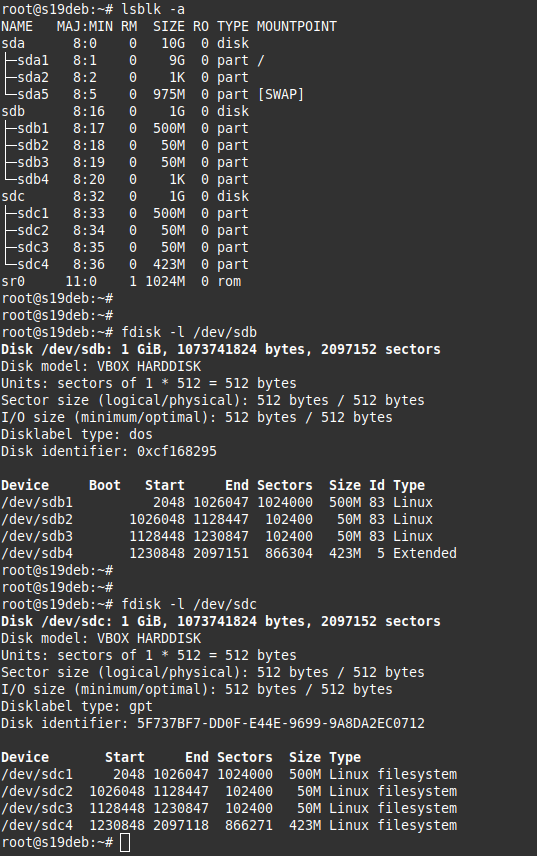 root@s19deb:~# lsblk -a
NAME   MAJ:MIN RM  SIZE RO TYPE MOUNTPOINT
sda      8:0    0   10G  0 disk
├─sda1   8:1    0    9G  0 part /
├─sda2   8:2    0    1K  0 part
└─sda5   8:5    0  975M  0 part [SWAP]
sdb      8:16   0    1G  0 disk
├─sdb1   8:17   0  500M  0 part
├─sdb2   8:18   0   50M  0 part
├─sdb3   8:19   0   50M  0 part
└─sdb4   8:20   0    1K  0 part
sdc      8:32   0    1G  0 disk
├─sdc1   8:33   0  500M  0 part
├─sdc2   8:34   0   50M  0 part
├─sdc3   8:35   0   50M  0 part
└─sdc4   8:36   0  423M  0 part
sr0     11:0    1 1024M  0 rom
root@s19deb:~#
root@s19deb:~#
root@s19deb:~# fdisk -l /dev/sdb
Disk /dev/sdb: 1 GiB, 1073741824 bytes, 2097152 sectors
Disk model: VBOX HARDDISK
Units: sectors of 1 * 512 = 512 bytes
Sector size (logical/physical): 512 bytes / 512 bytes
I/O size (minimum/optimal): 512 bytes / 512 bytes
Disklabel type: dos
Disk identifier: 0xcf168295

Device     Boot   Start     End Sectors  Size Id Type
/dev/sdb1          2048 1026047 1024000  500M 83 Linux
/dev/sdb2       1026048 1128447  102400   50M 83 Linux
/dev/sdb3       1128448 1230847  102400   50M 83 Linux
/dev/sdb4       1230848 2097151  866304  423M  5 Extended
root@s19deb:~#
root@s19deb:~#
root@s19deb:~# fdisk -l /dev/sdc
Disk /dev/sdc: 1 GiB, 1073741824 bytes, 2097152 sectors
Disk model: VBOX HARDDISK
Units: sectors of 1 * 512 = 512 bytes
Sector size (logical/physical): 512 bytes / 512 bytes
I/O size (minimum/optimal): 512 bytes / 512 bytes
Disklabel type: gpt
Disk identifier: 5F737BF7-DD0F-E44E-9699-9A8DA2EC0712

Device       Start     End Sectors  Size Type
/dev/sdc1     2048 1026047 1024000  500M Linux filesystem
/dev/sdc2  1026048 1128447  102400   50M Linux filesystem
/dev/sdc3  1128448 1230847  102400   50M Linux filesystem
/dev/sdc4  1230848 2097118  866271  423M Linux filesystem
root@s19deb:~#